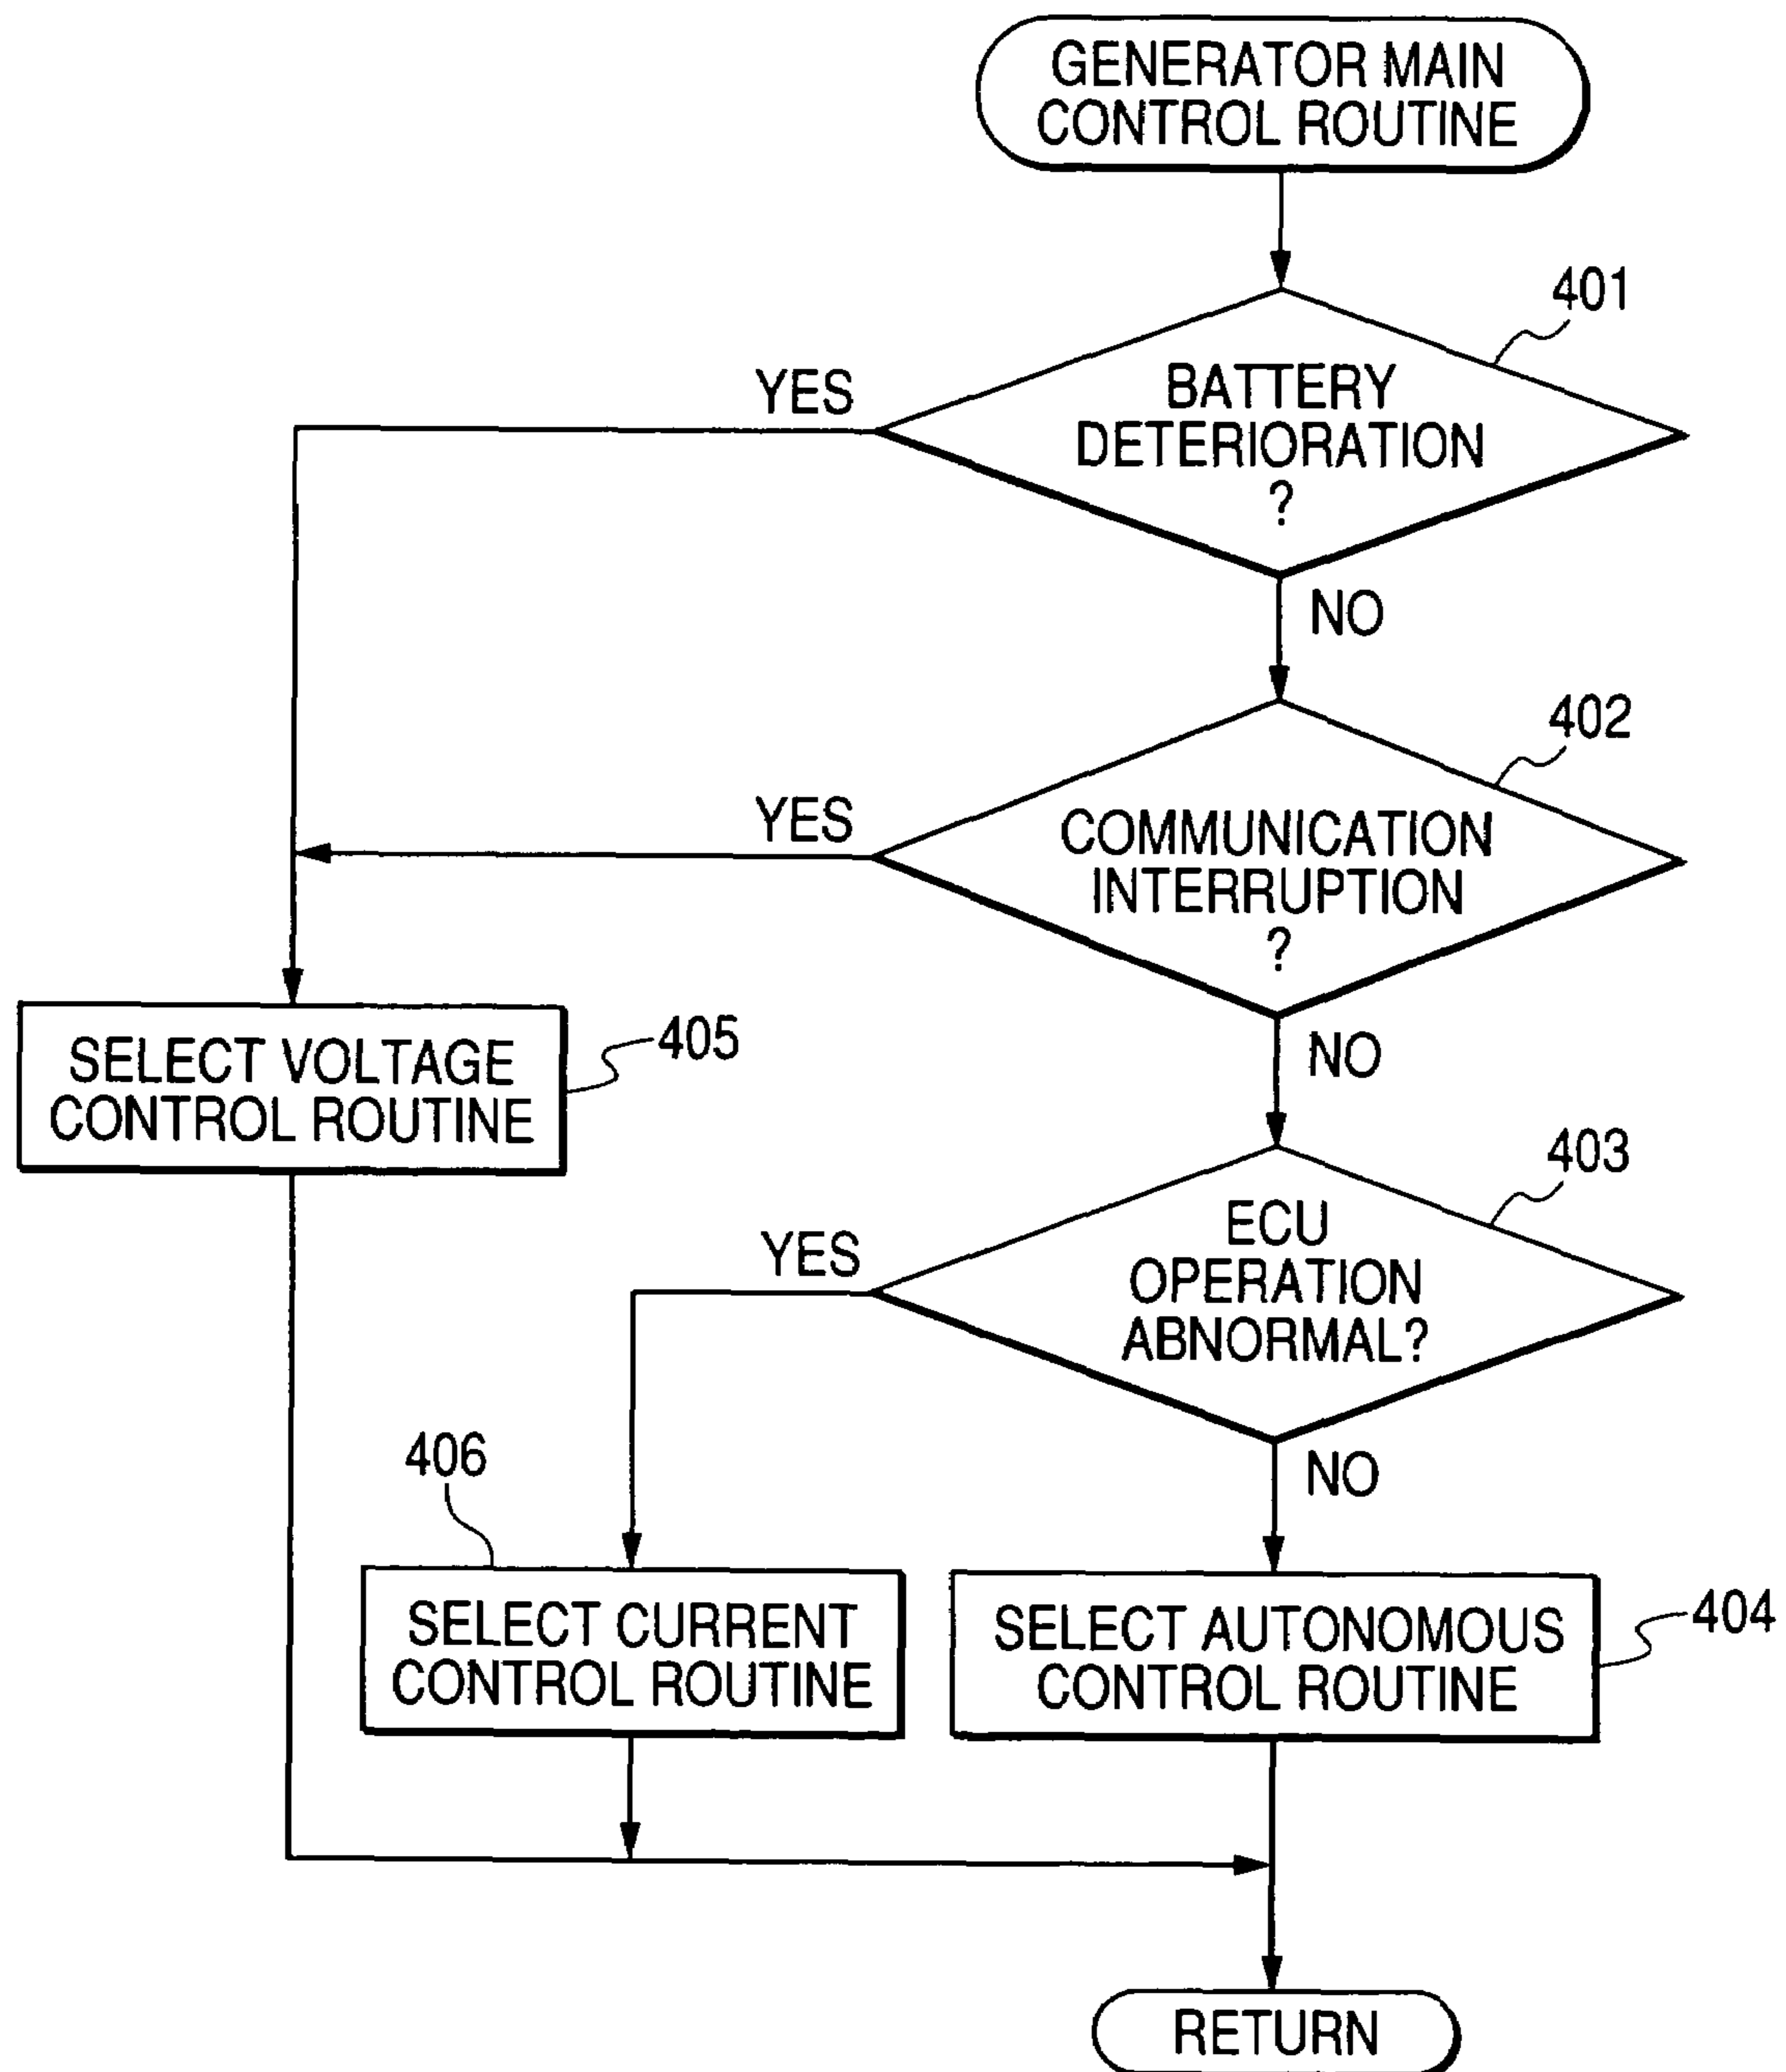 GENERATOR MAIN
CONTROL ROUTINE
401
YES
BATTERY
DETERIORATION
?
NO
402
YES
COMMUNICATION
INTERRUPTION
?
NO
SELECT VOLTAGE
CONTROL ROUTINE
405
403
YES
ECU
OPERATION
ABNORMAL?
NO
406
SELECT CURRENT
CONTROL ROUTINE
SELECT AUTONOMOUS
CONTROL ROUTINE
404
RETURN